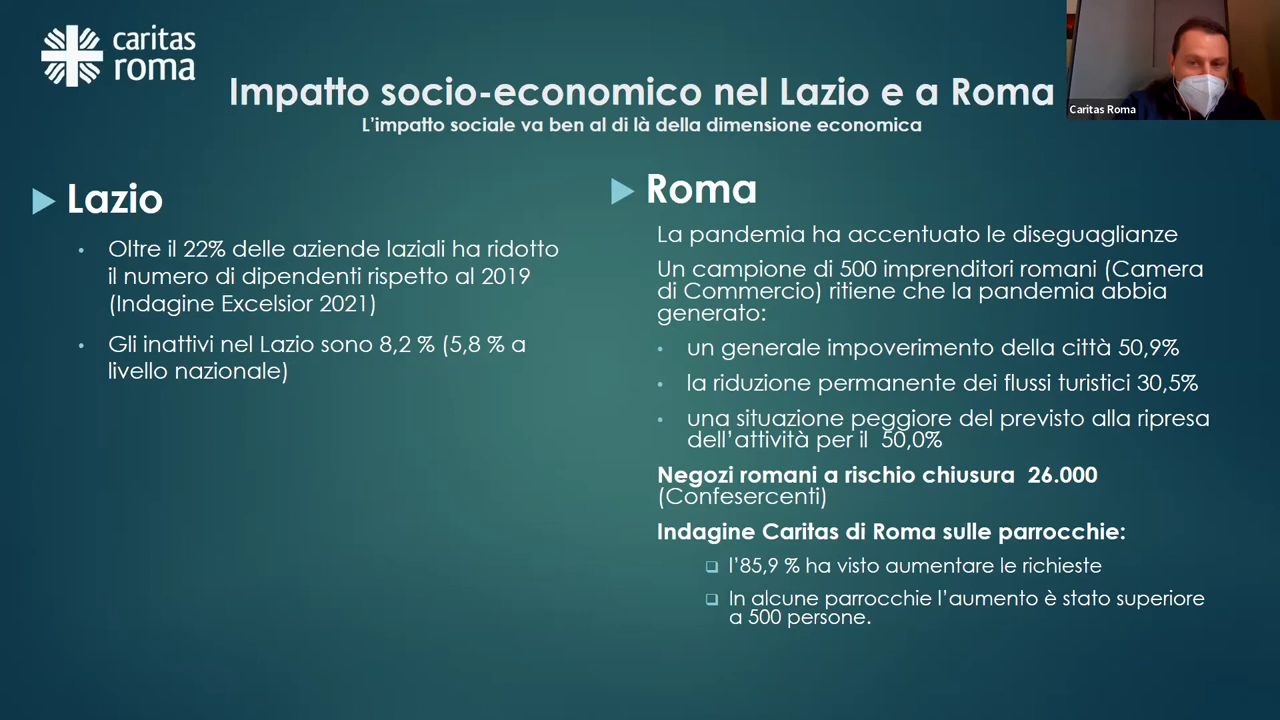 caritas
roma
Impatto socio-economico nel Lazio e a Roma
L'impatto sociale va ben al di là della dimensione economica
Caritas Roma
Lazio
• Oltre il 22% delle aziende laziali ha ridotto
il numero di dipendenti rispetto al 2019
(Indagine Excelsior 2021)
• Gli inattivi nel Lazio sono 8,2 % (5,8 % a
livello nazionale)
Roma
La pandemia ha accentuato le diseguaglianze
Un campione di 500 imprenditori romani (Camera
di Commercio) ritiene che la pandemia abbia
generato:
• un generale impoverimento della città 50,9%
• la riduzione permanente dei flussi turistici 30,5%
• una situazione peggiore del previsto alla ripresa
dell'attività per il 50,0%
Negozi romani a rischio chiusura 26.000
(Confesercenti)
Indagine Caritas di Roma sulle parrocchie:
❑ l'85,9 % ha visto aumentare le richieste
❑ In alcune parrocchie l'aumento è stato superiore
a 500 persone.